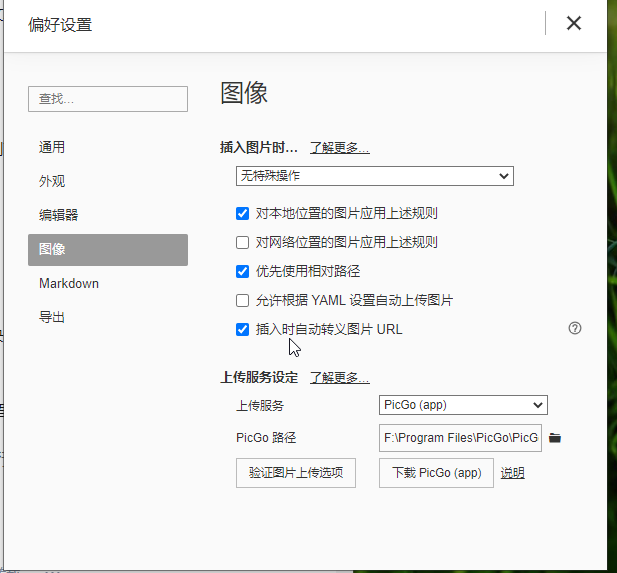 偏好设置
查找...
图像
通用
外观
编辑器
图像
Markdown
导出
插入图片时... 了解更多...
无特殊操作
对本地位置的图片应用上述规则
对网络位置的图片应用上述规则
优先使用相对路径
允许根据 YAML 设置自动上传图片
插入时自动转义图片 URL
上传服务设定 了解更多...
上传服务 PicGo (app)
PicGo 路径 F:\Program Files\PicGo\PicG
验证图片上传选项 下载 PicGo (app) 说明